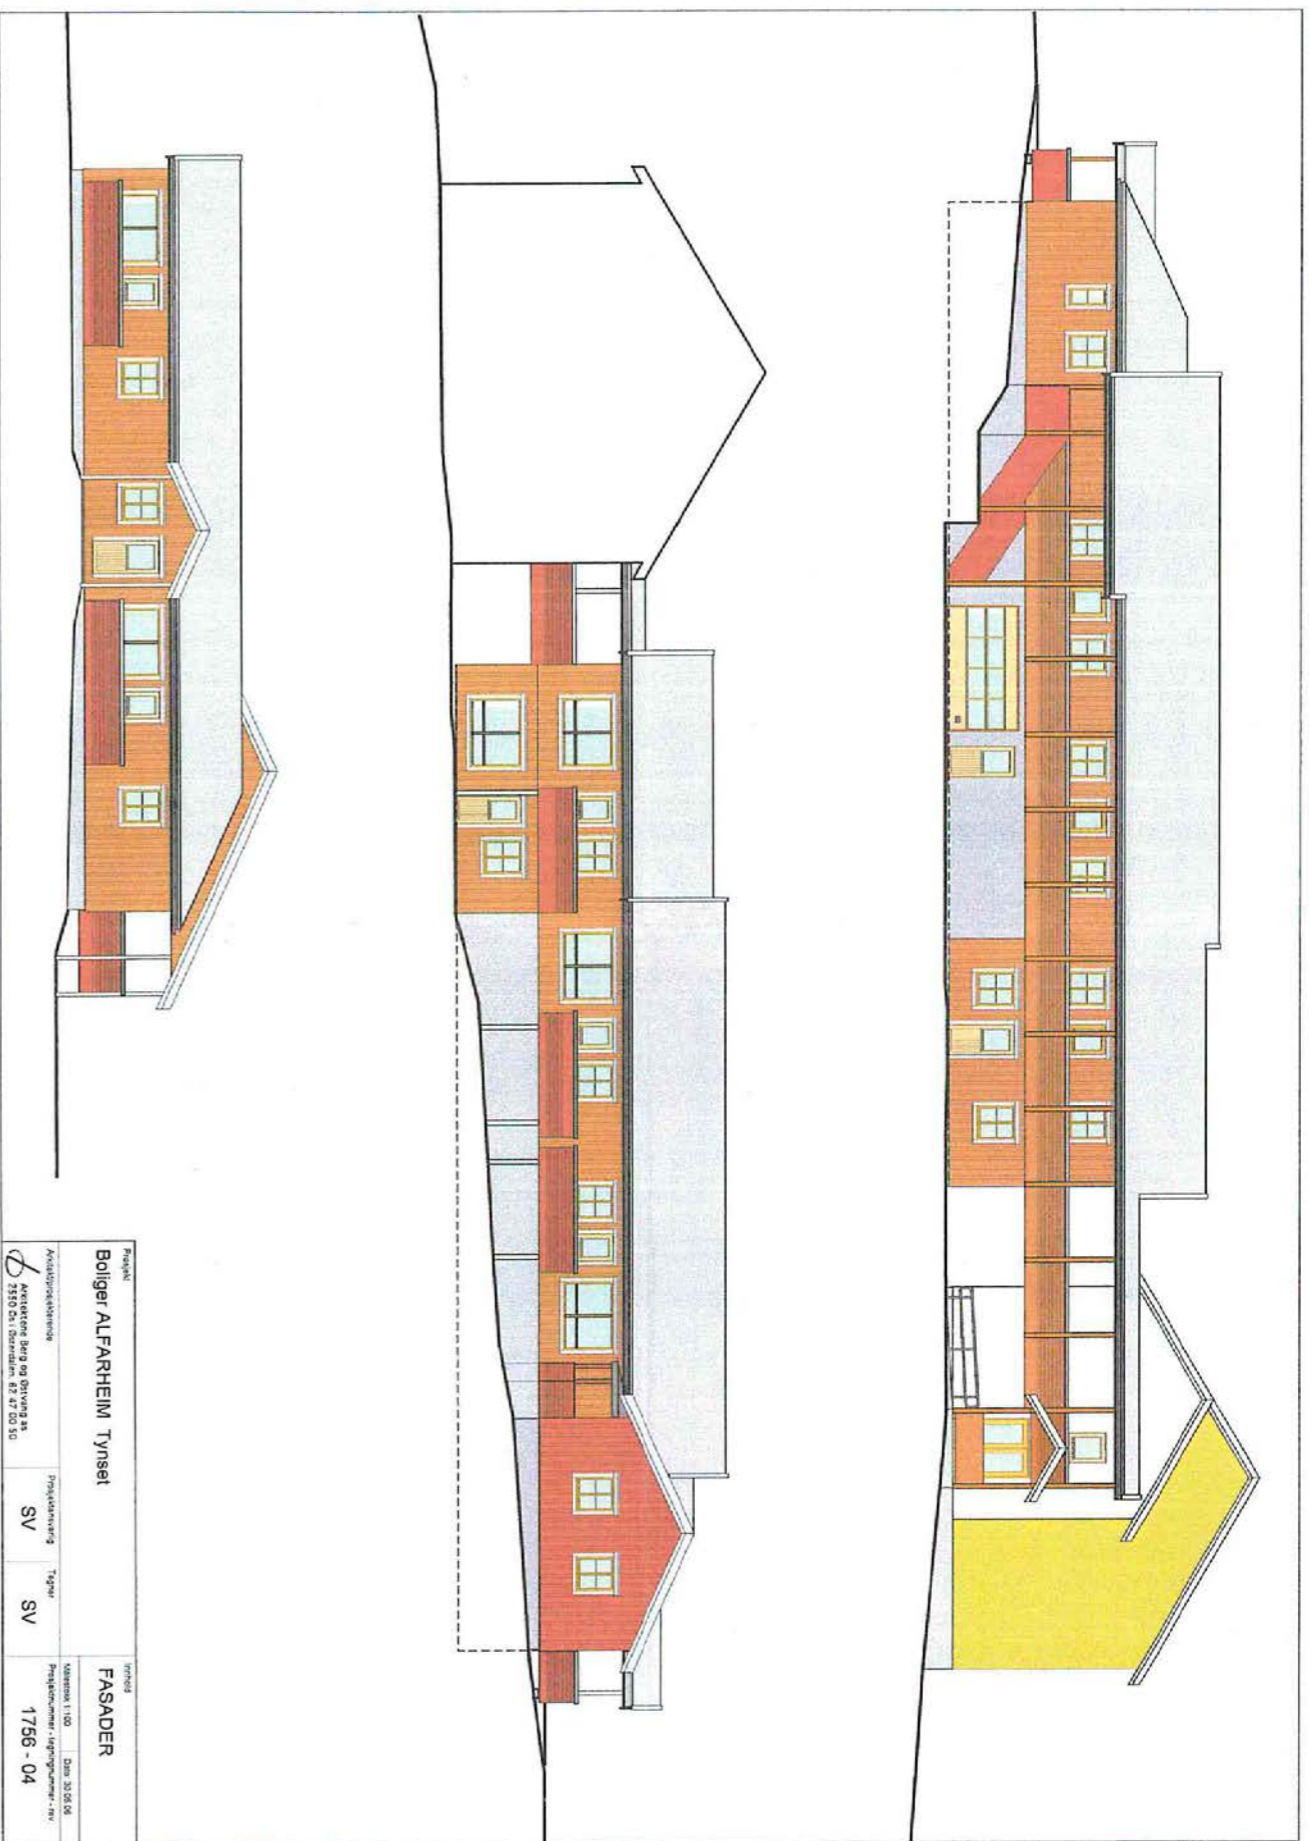 Prosjekt
Boliger ALFARHEIM Tynset
Innhold
FASADER
Målestokk 1:100
Dato 30.06.06
Arkitektprosjekterende
Arkitektene Berg og Østvang as
2550 Os i Østerdalen. 62 47 00 50
Prosjektansvarlig
SV
Tegner
SV
Prosjektnummer - tegningnummer - rev
1756 - 04